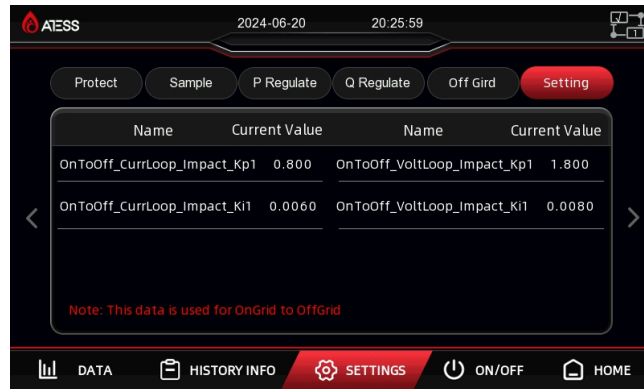 ATESS 2024-06-20 20:25:59
1
Protect Sample P Regulate Q Regulate Off Gird Setting
Name Current Value Name Current Value
OnToOff_CurrLoop_Impact_Kp1 0.800 OnToOff_VoltLoop_Impact_Kp1 1.800
OnToOff_CurrLoop_Impact_Ki1 0.0060 OnToOff_VoltLoop_Impact_Ki1 0.0080
Note: This data is used for OnGrid to OffGrid
DATA HISTORY INFO SETTINGS ON/OFF HOME